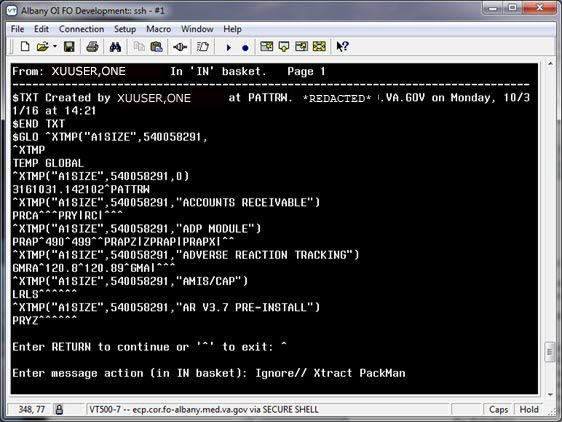 Albany OI FO Development:: ssh - #1
File Edit Connection Setup Macro Window Help
From: XUUSER,ONE In 'IN' basket. Page 1
--------------------------------------------------------------------------------
$TXT Created by XUUSER,ONE at PATTRW. *REDACTED* .VA.GOV on Monday, 10/3
1/16 at 14:21
$END TXT
$GLO ^XTMP("A1SIZE",540058291,
^XTMP
TEMP GLOBAL
^XTMP("A1SIZE",540058291,0)
3161031.142102^PATTRW
^XTMP("A1SIZE",540058291,"ACCOUNTS RECEIVABLE")
PRCA^^^PRY|RC|^^^
^XTMP("A1SIZE",540058291,"ADP MODULE")
PRAP^490^499^^PRAPZ|ZPRAP|PRAPX|^^
^XTMP("A1SIZE",540058291,"ADVERSE REACTION TRACKING")
GMRA^120.8^120.89^GMA|^^^
^XTMP("A1SIZE",540058291,"AMIS/CAP")
LRLS^^^^^^
^XTMP("A1SIZE",540058291,"AR V3.7 PRE-INSTALL")
PRYZ^^^^^^
Enter RETURN to continue or '^' to exit: ^
Enter message action (in IN basket): Ignore// Xtract PackMan
348, 77 VT500-7 -- ecp.cor.fo-albany.med.va.gov via SECURE SHELL Caps Hold